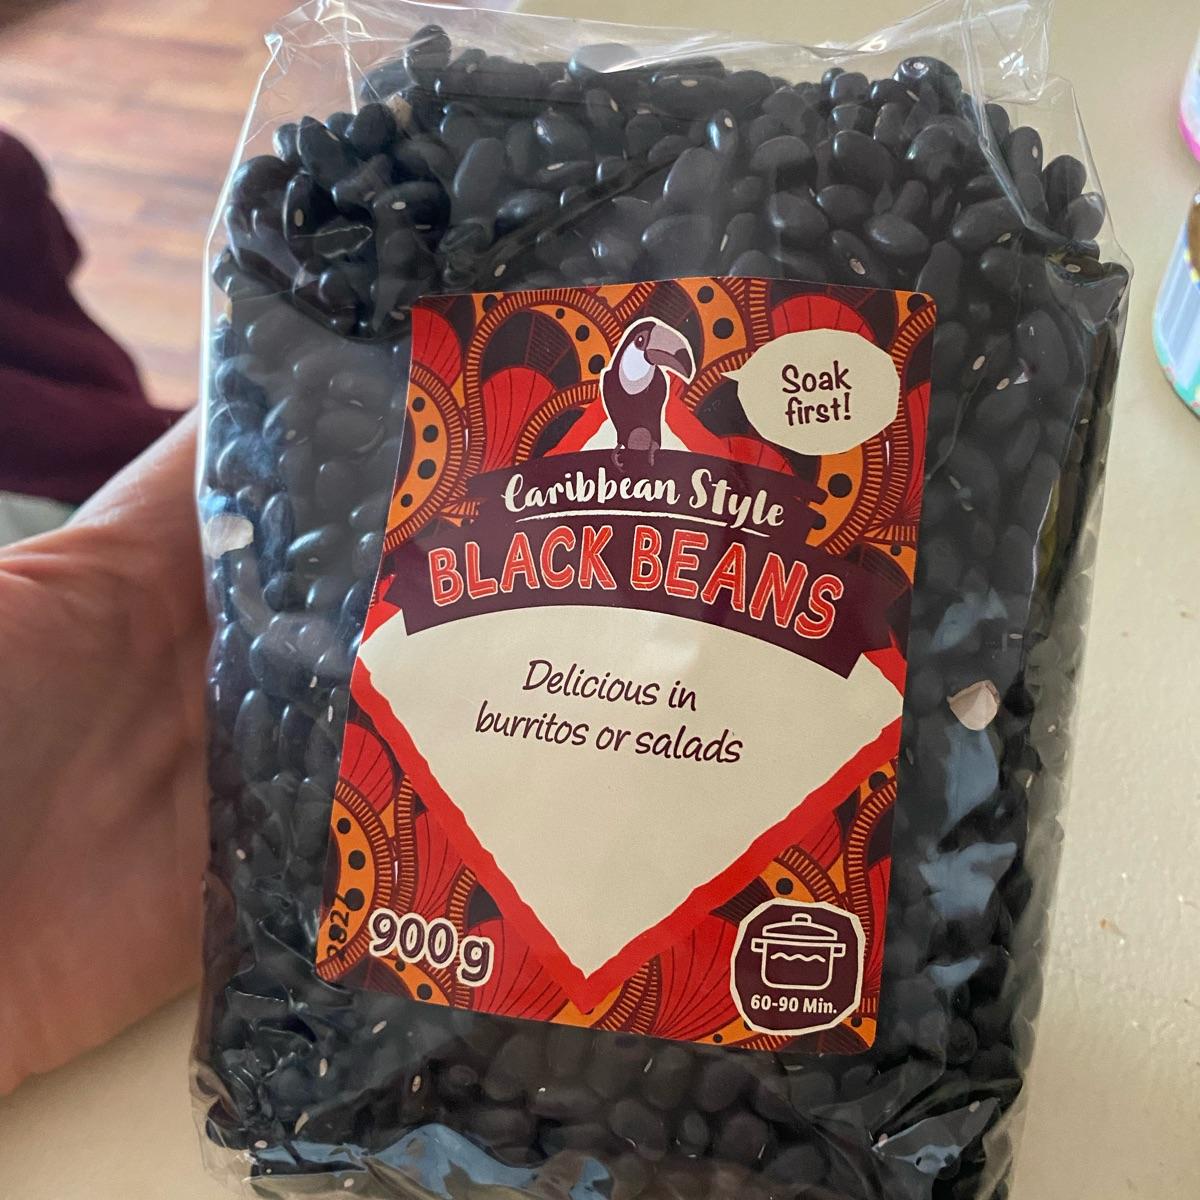 Soak
first!
Caribbean Style
BLACK BEANS
Delicious in
burritos or salads
900g
60-90 Min.